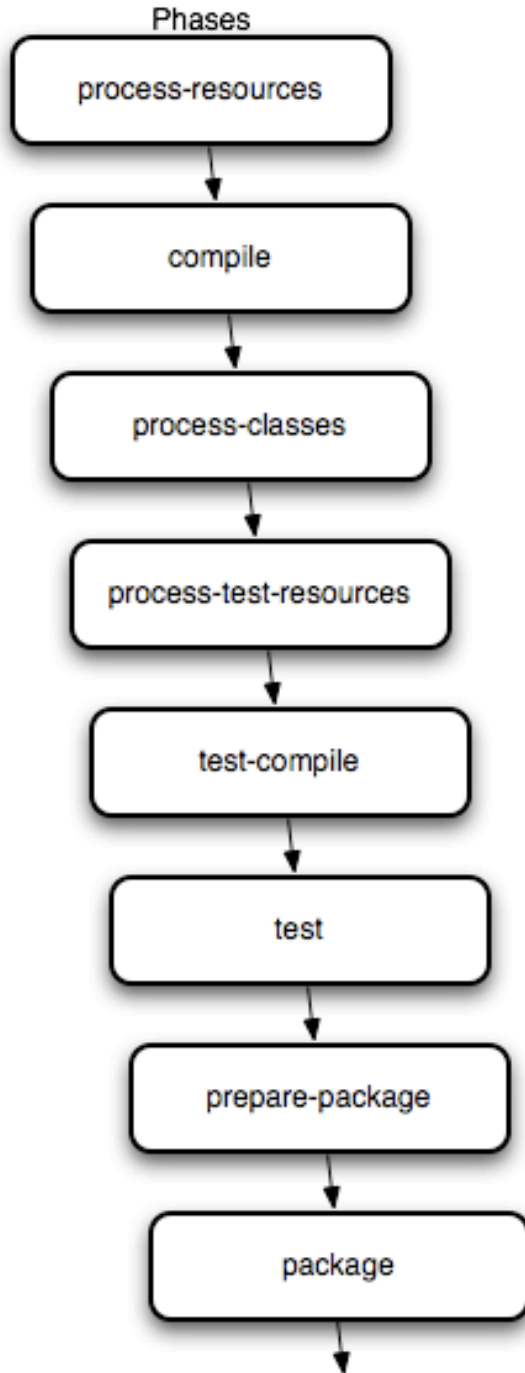 Phases
process-resources
compile
process-classes
process-test-resources
test-compile
test
prepare-package
package